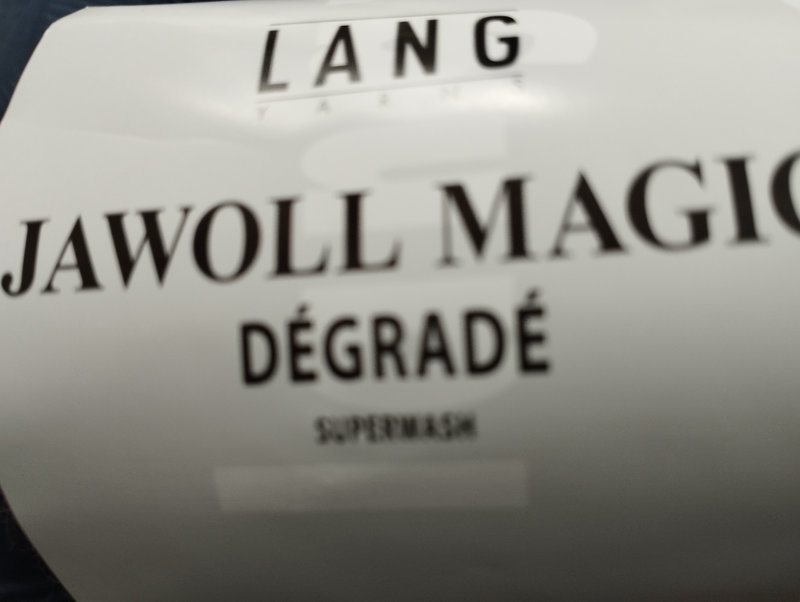 LANG
YARNS
JAWOLL MAGIC
DÉGRADÉ
SUPERWASH